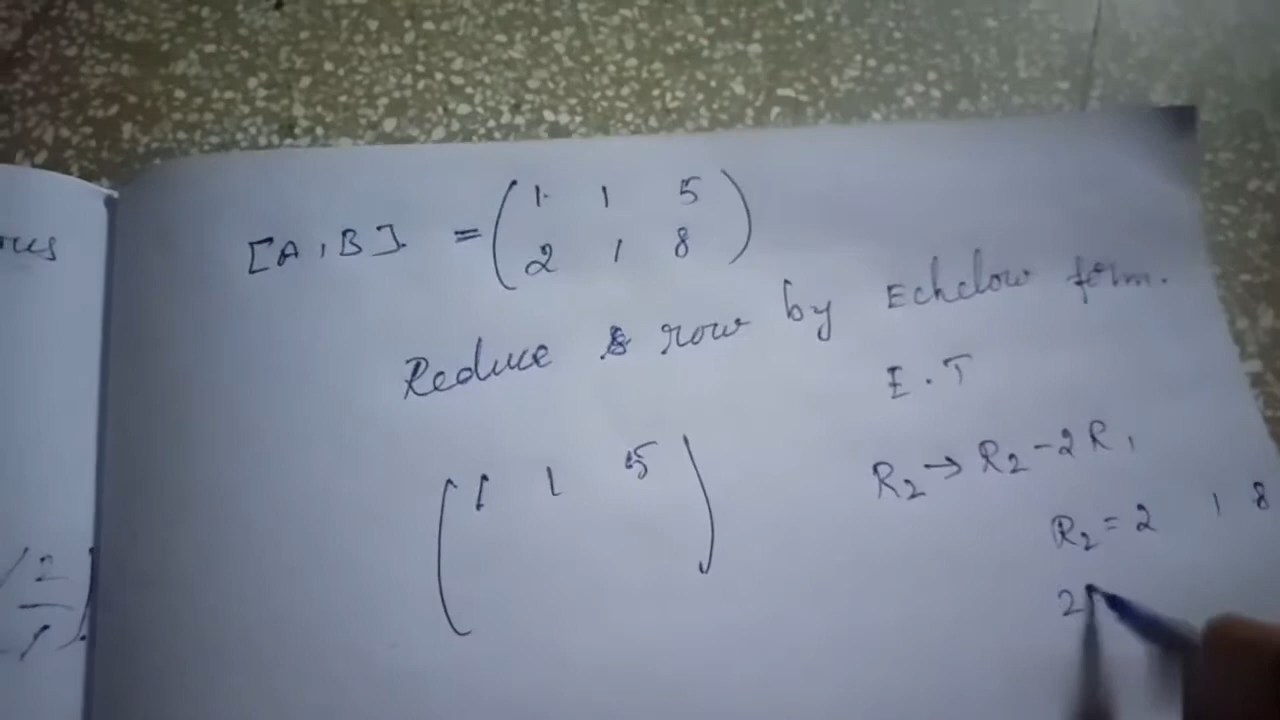 [A, B] = ( 1 1 5
2 1 8 )
Reduce row by Echelow form.
E.T
( 1 1 5 )
R₂ → R₂ - 2R₁
R₂ = 2 1 8
2
2